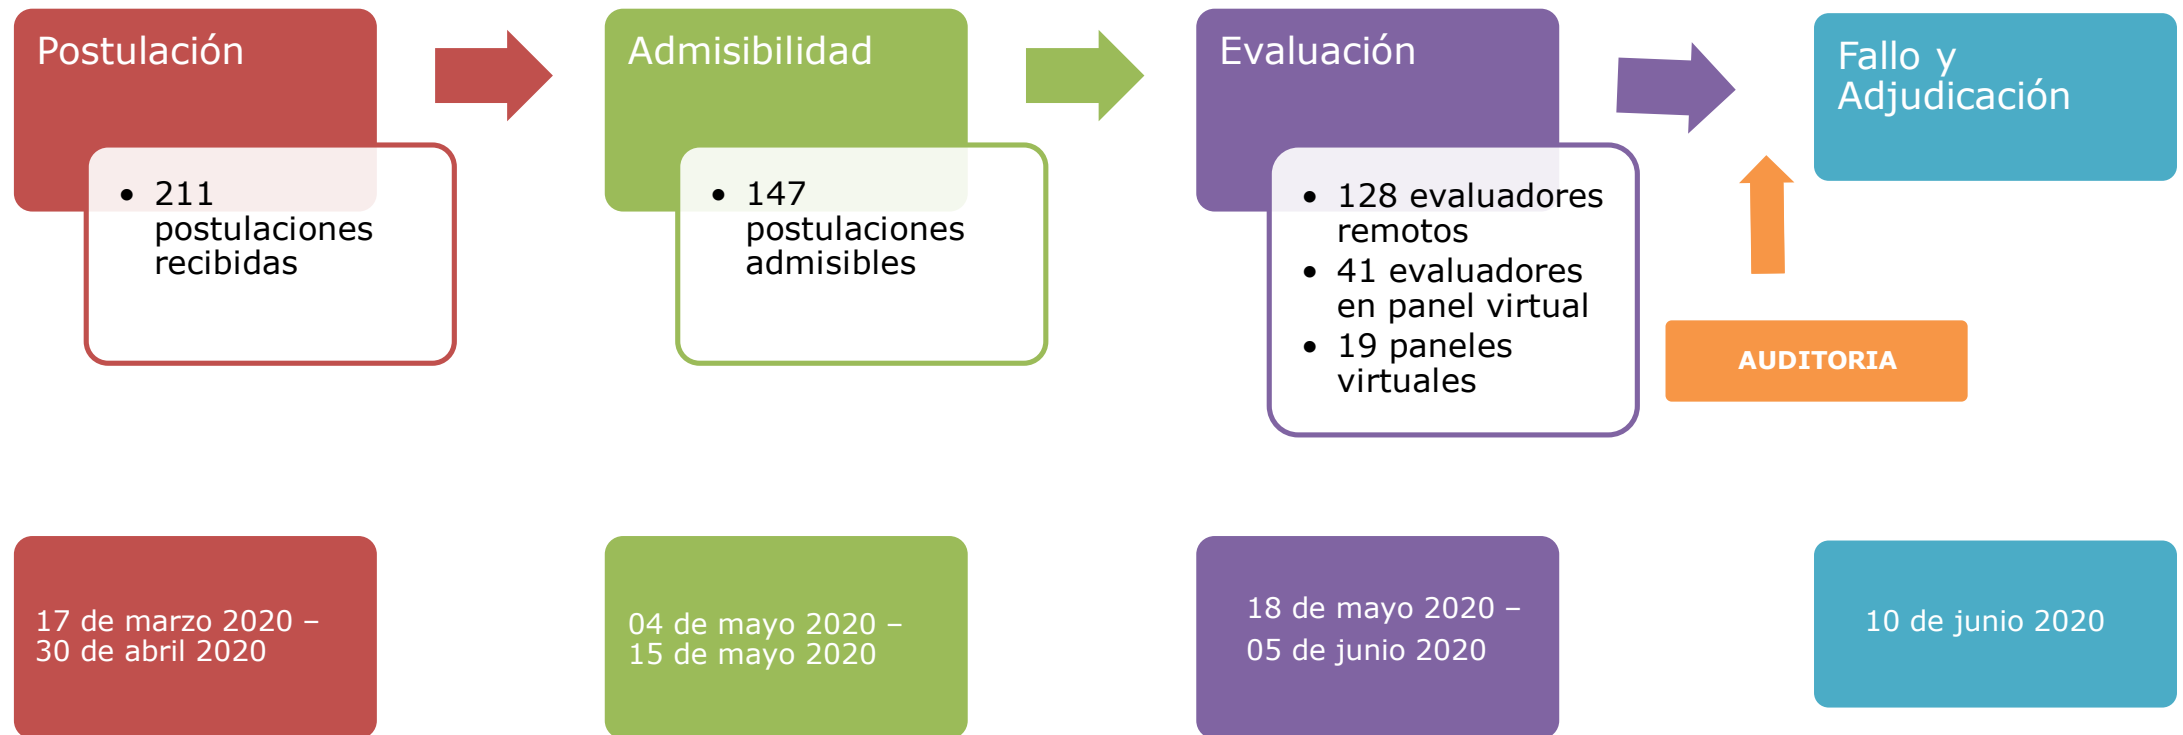 Postulación
• 211
postulaciones
recibidas
Admisibilidad
• 147
postulaciones
admisibles
Evaluación
• 128 evaluadores
remotos
• 41 evaluadores
en panel virtual
• 19 paneles
virtuales
Fallo y
Adjudicación
AUDITORIA
17 de marzo 2020 –
30 de abril 2020
04 de mayo 2020 –
15 de mayo 2020
18 de mayo 2020 –
05 de junio 2020
10 de junio 2020